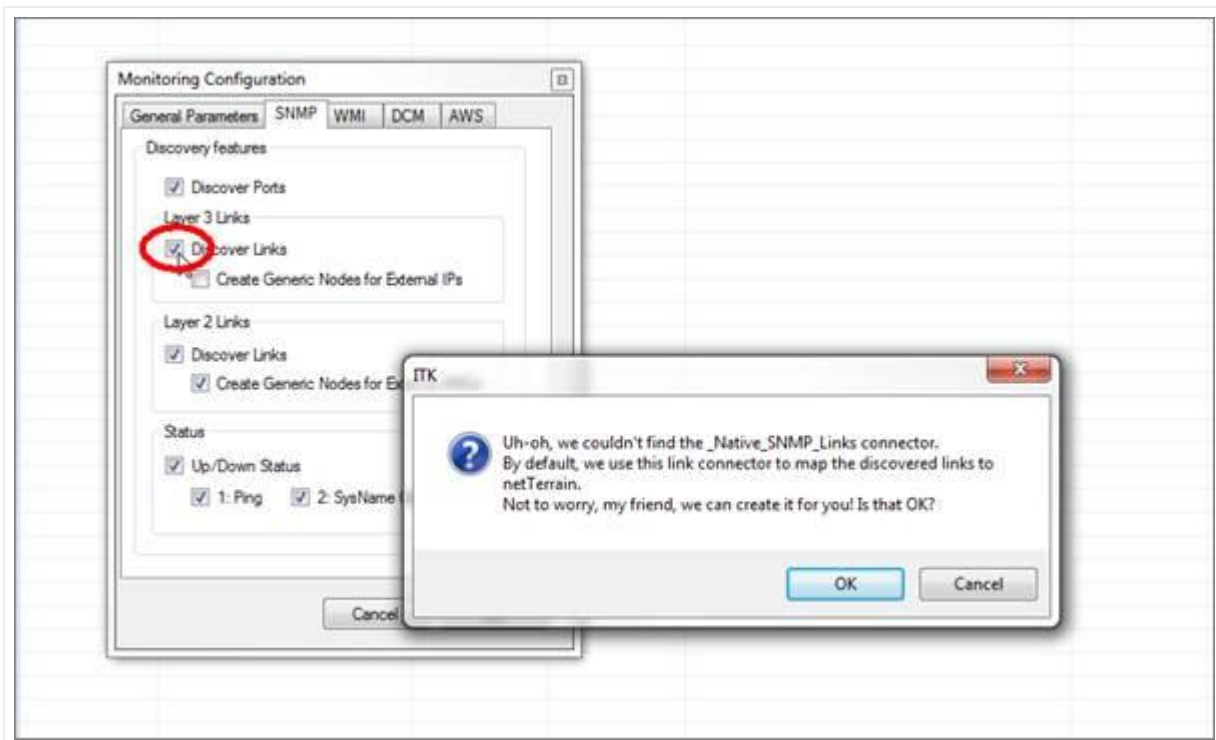 Monitoring Configuration
General Parameters SNMP WMI DCM AWS
Discovery features
Discover Ports
Layer 3 Links
Discover Links
Create Generic Nodes for External IPs
Layer 2 Links
Discover Links
Create Generic Nodes for
ITK
Uh-oh, we couldn't find the _Native_SNMP_Links connector.
By default, we use this link connector to map the discovered links to
netTerrain.
Not to worry, my friend, we can create it for you! Is that OK?
Status
Up/Down Status
1: Ping 2: SysName
OK Cancel
Cancel